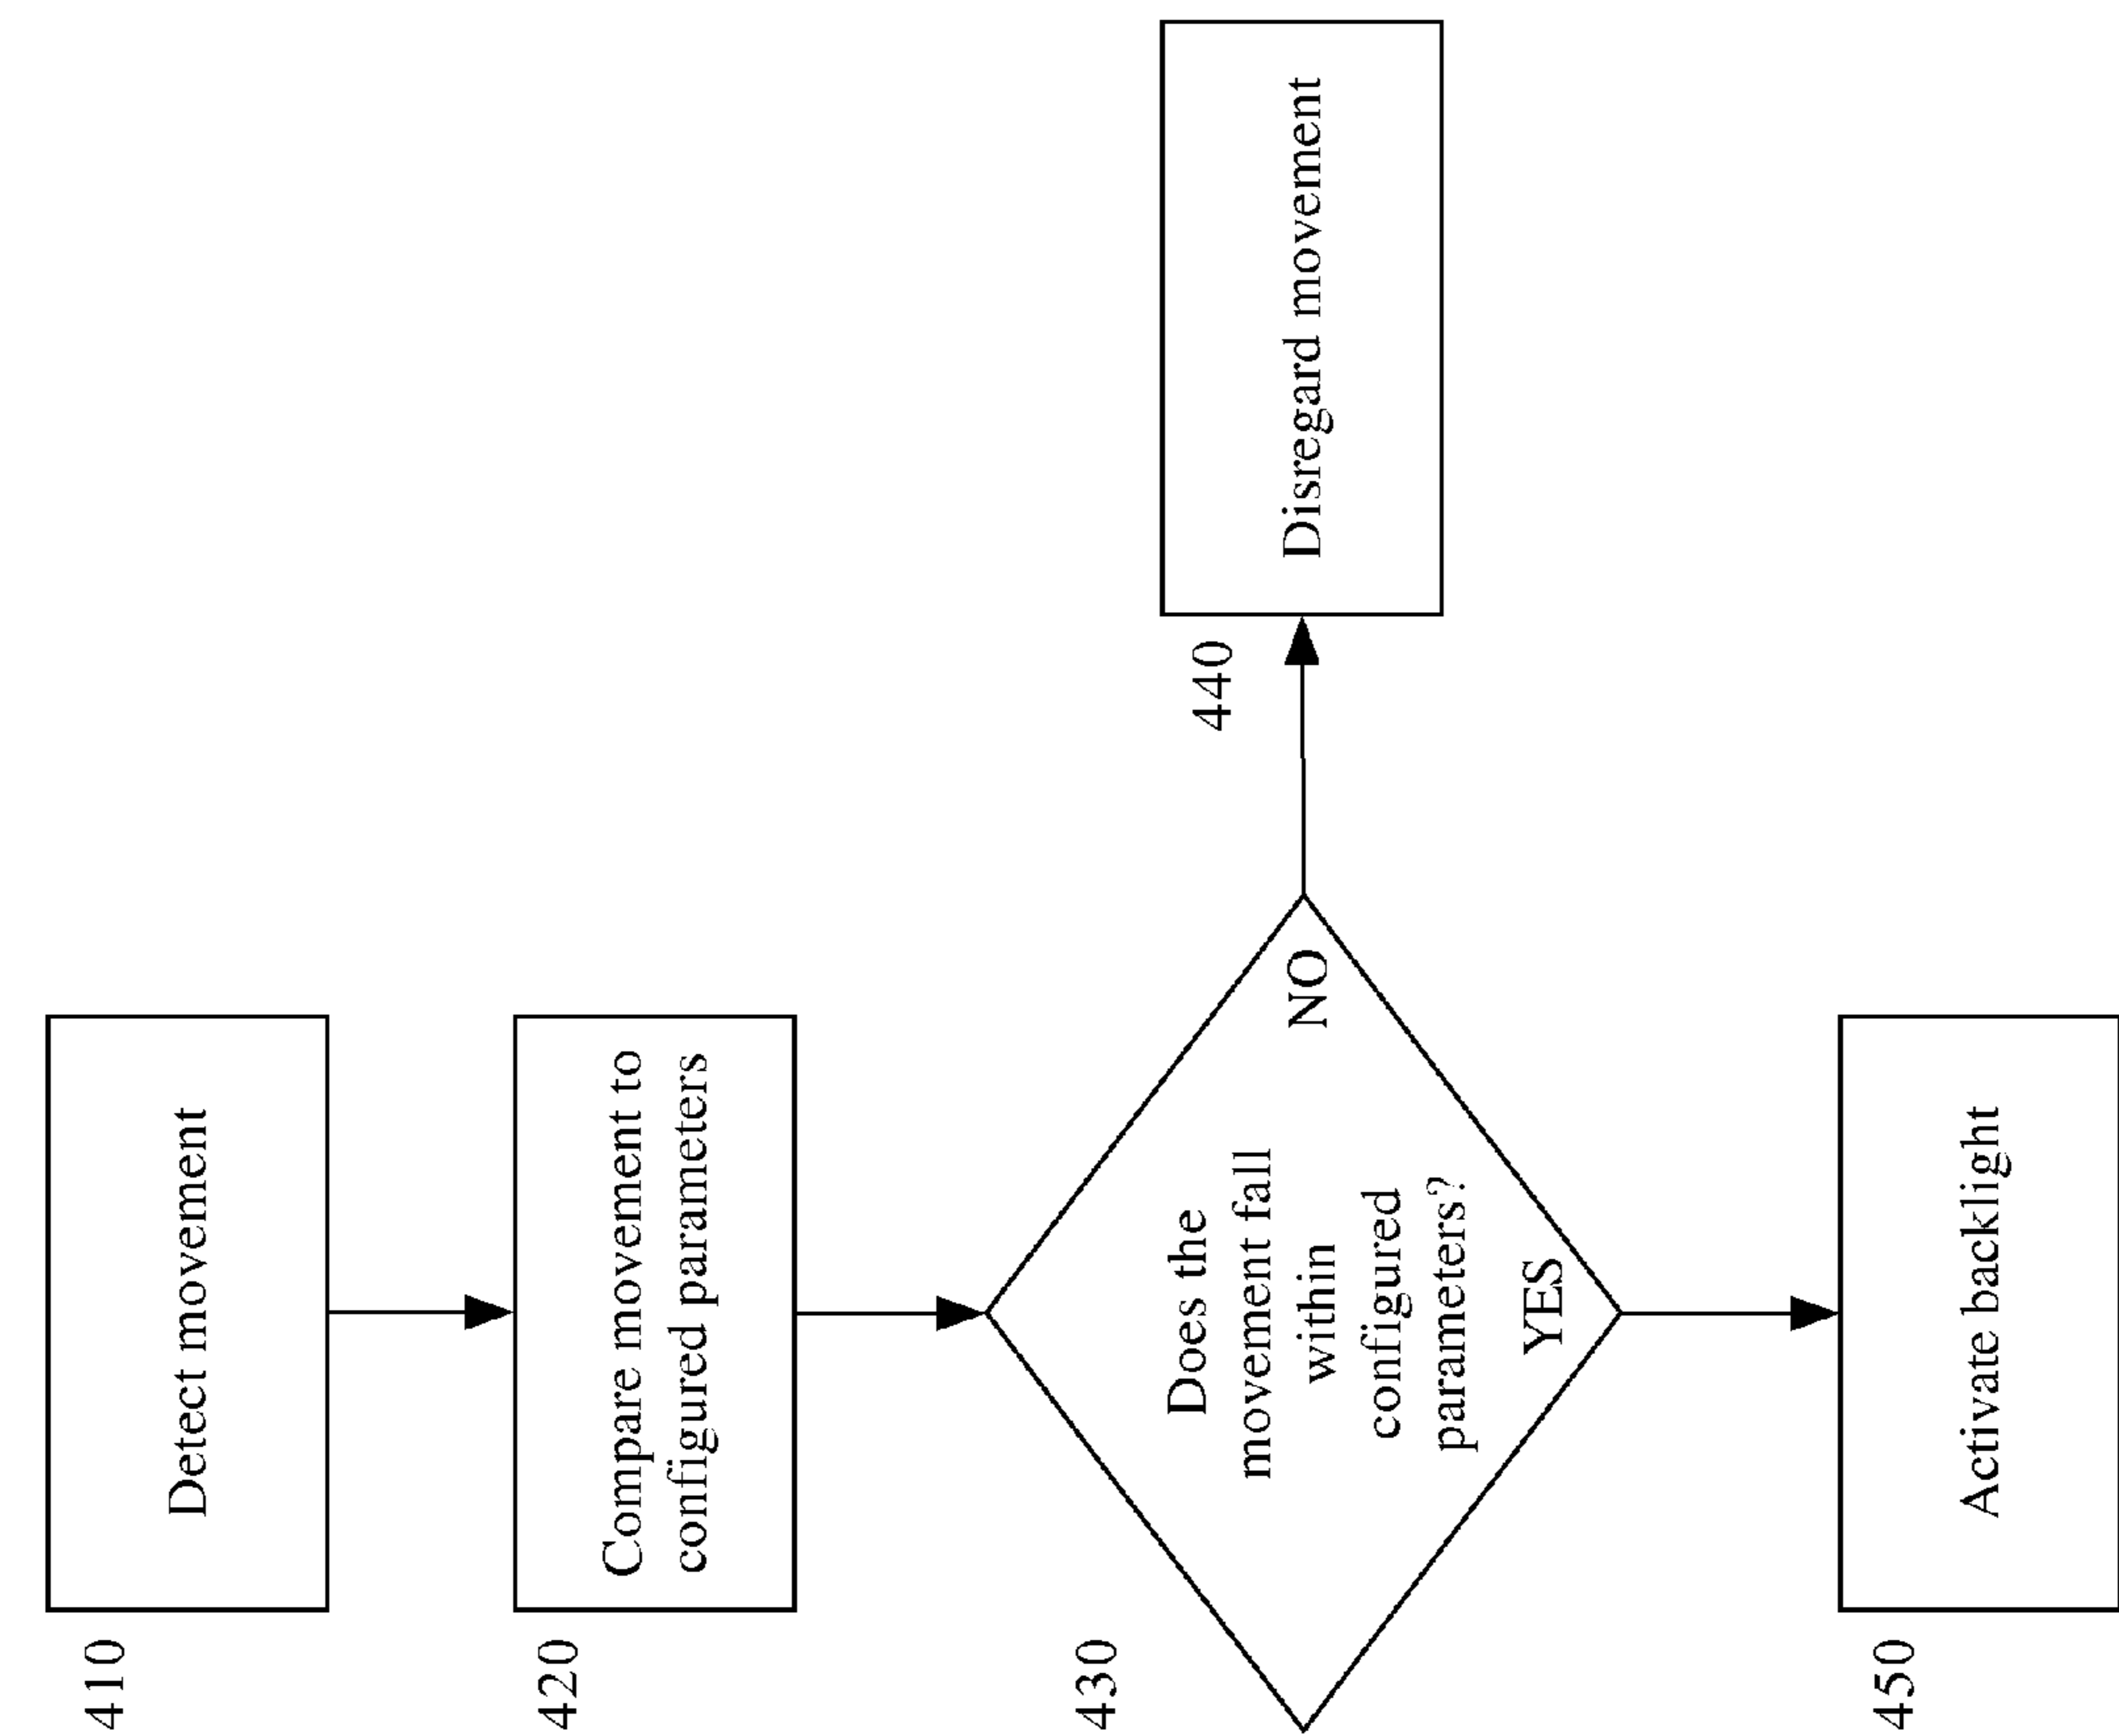 410
Detect movement
420
Compare movement to
configured parameters
430
Does the
movement fall
within
configured
parameters?
NO
YES
440
Disregard movement
450
Activate backlight